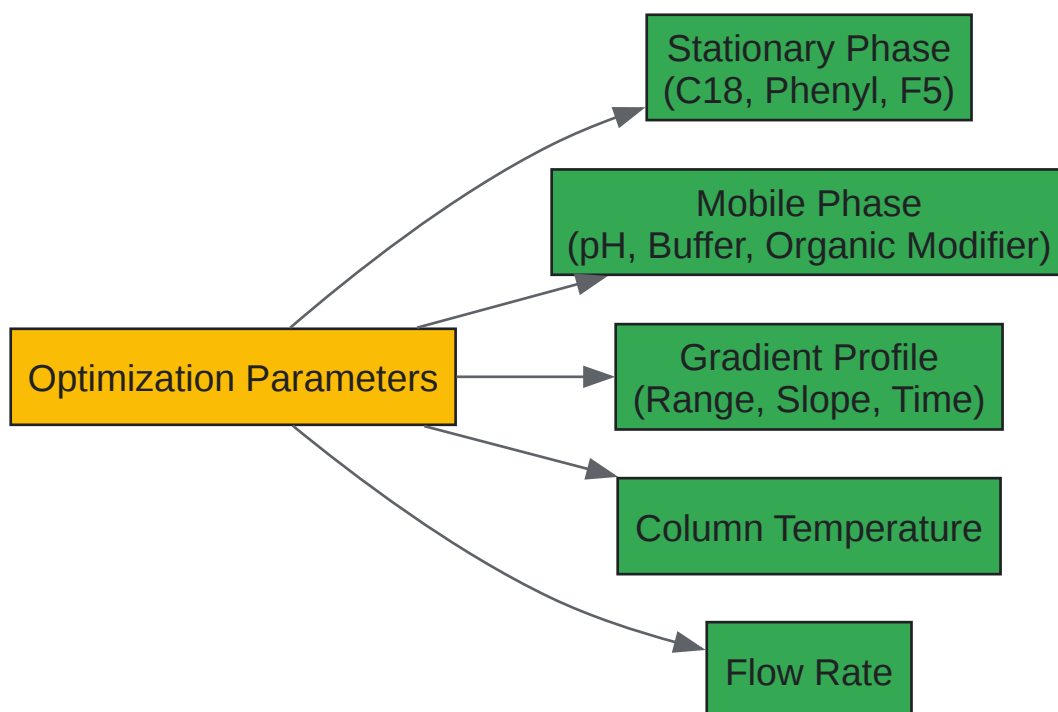 Stationary Phase
(C18, Phenyl, F5)
Mobile Phase
(pH, Buffer, Organic Modifier)
Optimization Parameters
Gradient Profile
(Range, Slope, Time)
Column Temperature
Flow Rate